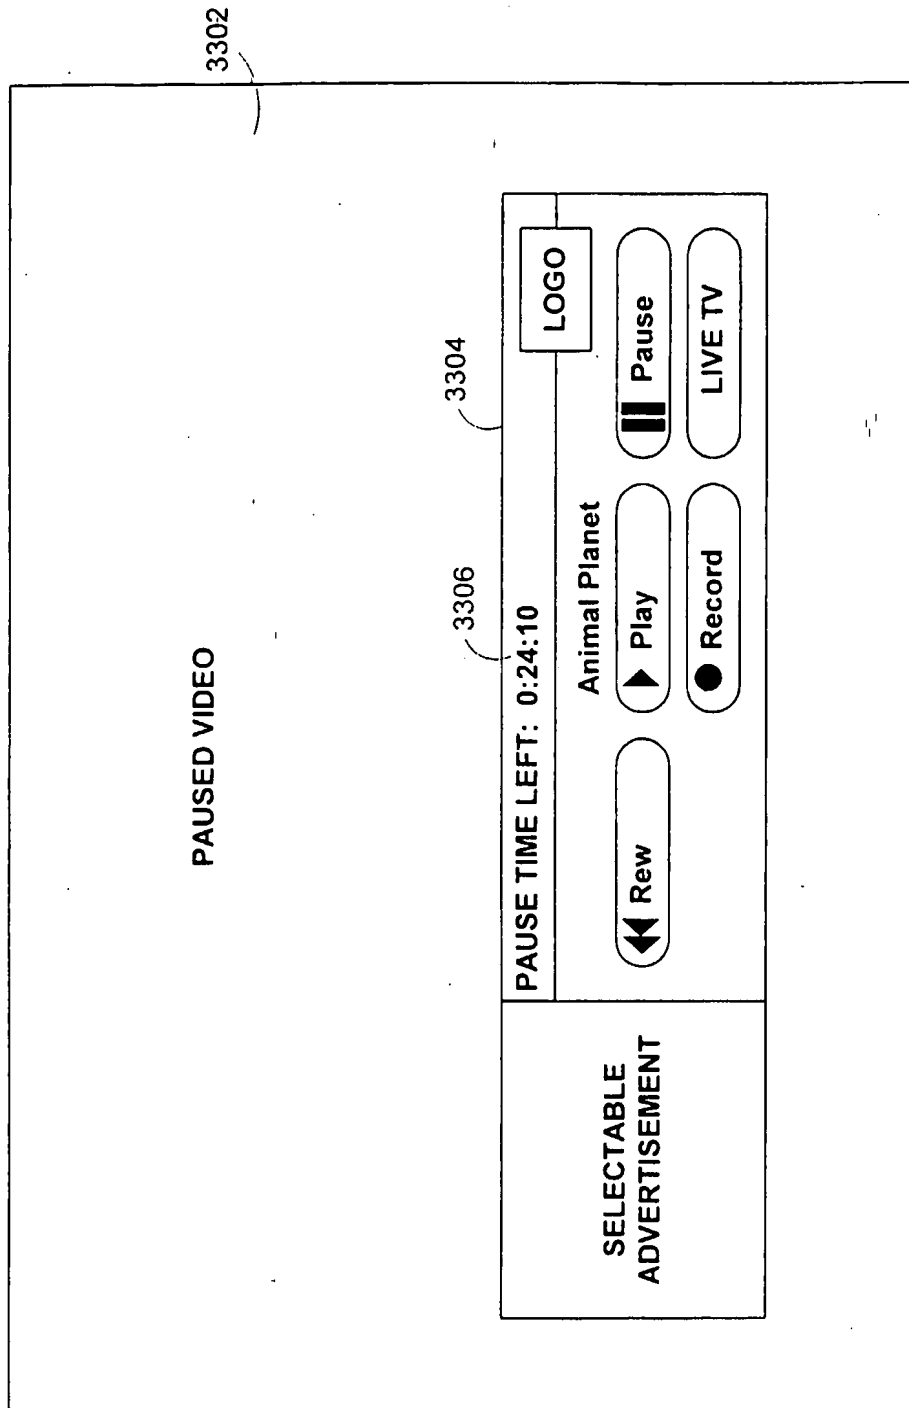 3302
PAUSED VIDEO
3304
3306
PAUSE TIME LEFT: 0:24:10
LOGO
SELECTABLE
ADVERTISEMENT
Animal Planet
Rew
Play
Pause
Record
LIVE TV